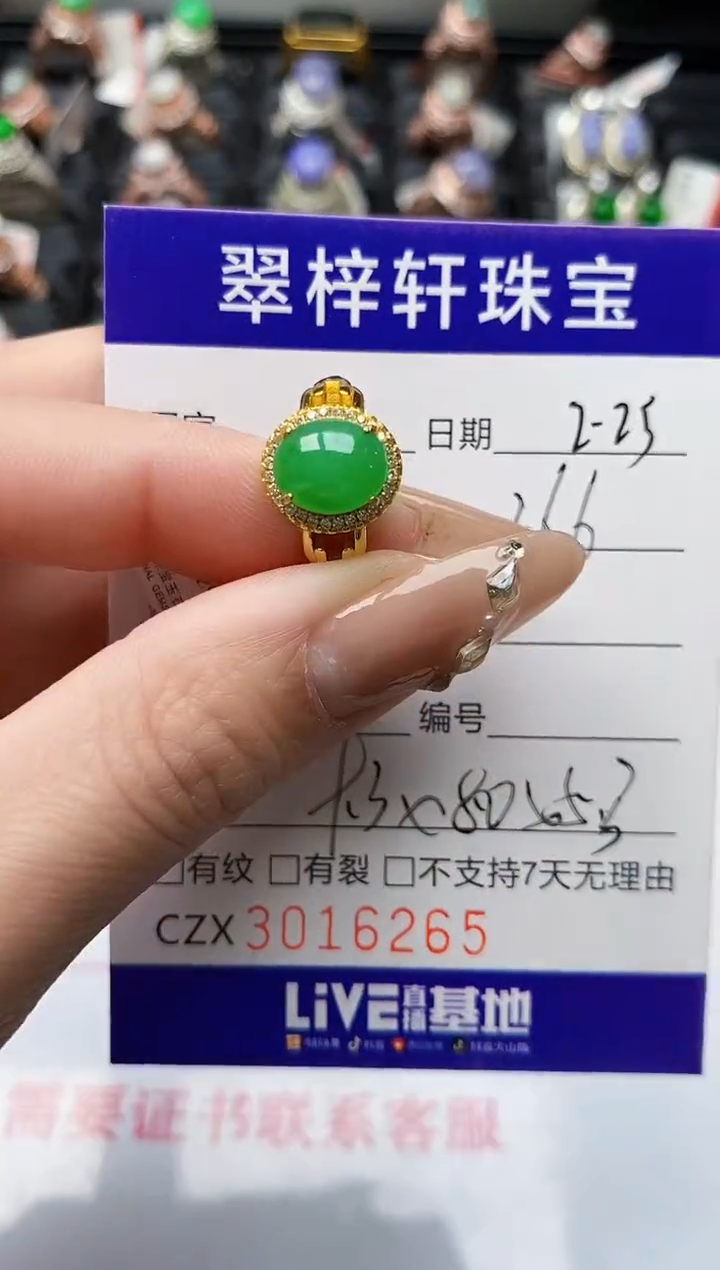 翠梓轩珠宝
日期 2-25
编号
□有纹 □有裂 □不支持7天无理由
CZX 3016265
LiVE直播基地
需要证书联系客服